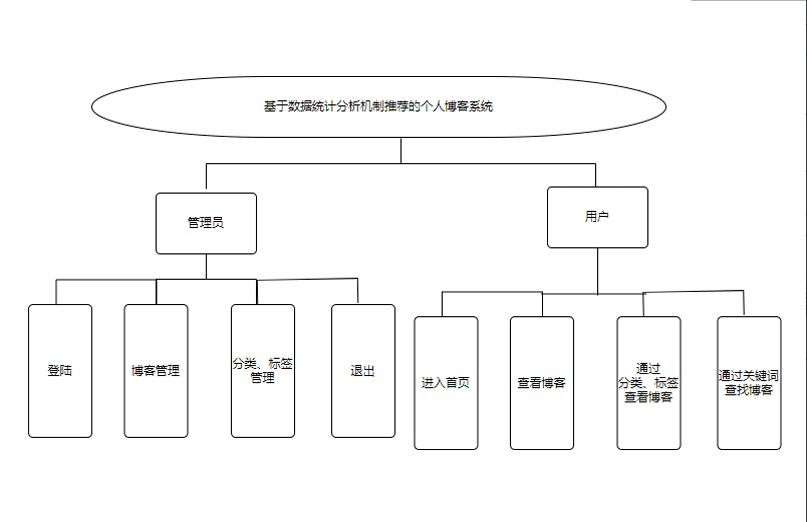 基于数据统计分析机制推荐的个人博客系统
管理员
用户
登陆
博客管理
分类、标签
管理
退出
进入首页
查看博客
通过
分类、标签
查看博客
通过关键词
查找博客